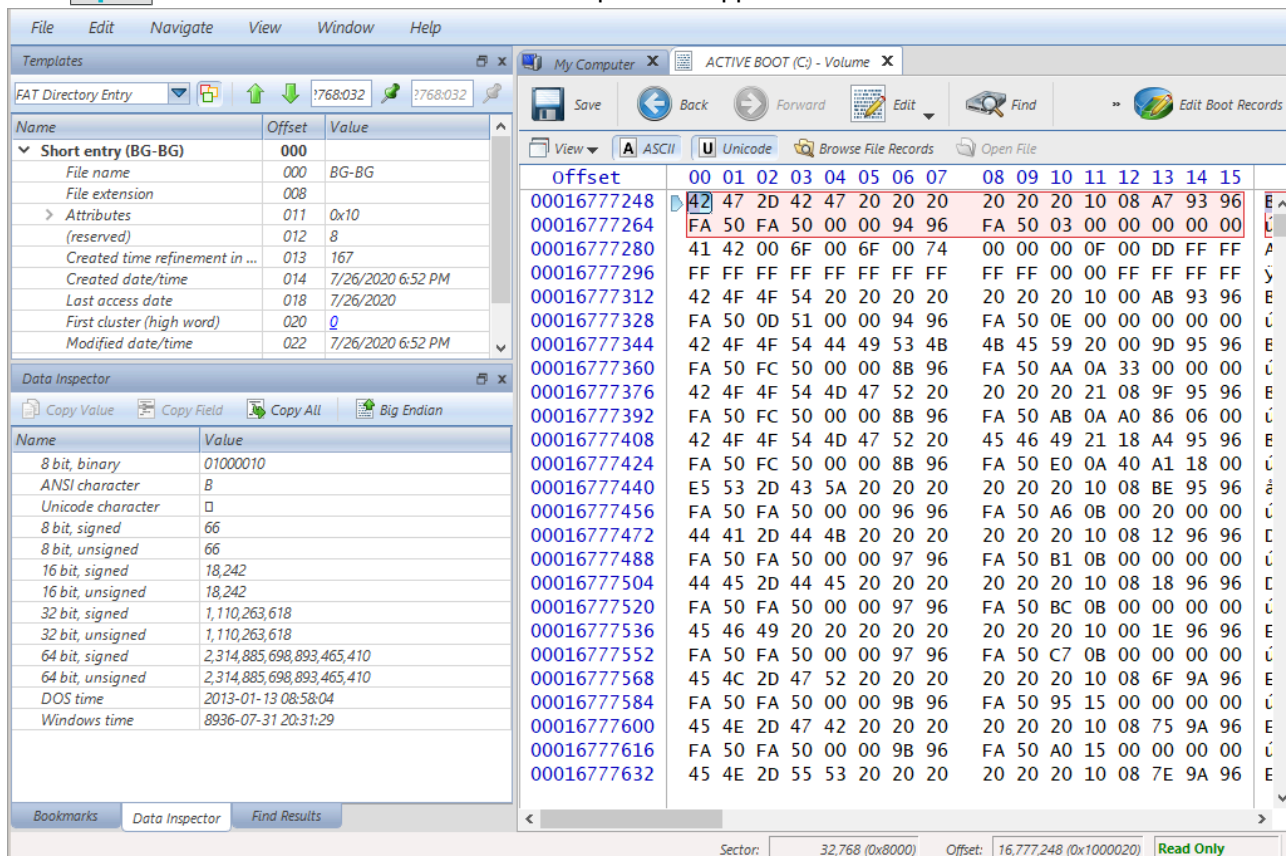 File Edit Navigate View Window Help
Templates
My Computer X ACTIVE BOOT (C:) - Volume X
FAT Directory Entry ?768:032 ?768:032
Save Back Forward Edit Find » Edit Boot Records
Name Offset Value
View A ASCII U Unicode Browse File Records Open File
Short entry (BG-BG) 000
File name 000 BG-BG
File extension 008
Attributes 011 0x10
(reserved) 012 8
Created time refinement in ... 013 167
Created date/time 014 7/26/2020 6:52 PM
Last access date 018 7/26/2020
First cluster (high word) 020 0
Modified date/time 022 7/26/2020 6:52 PM
Data Inspector
Copy Value Copy Field Copy All Big Endian
Name Value
8 bit, binary 01000010
ANSI character B
Unicode character
8 bit, signed 66
8 bit, unsigned 66
16 bit, signed 18,242
16 bit, unsigned 18,242
32 bit, signed 1,110,263,618
32 bit, unsigned 1,110,263,618
64 bit, signed 2,314,885,698,893,465,410
64 bit, unsigned 2,314,885,698,893,465,410
DOS time 2013-01-13 08:58:04
Windows time 8936-07-31 20:31:29
Bookmarks Data Inspector Find Results
Offset 00 01 02 03 04 05 06 07 08 09 10 11 12 13 14 15
00016777248 42 47 2D 42 47 20 20 20 20 20 20 10 08 A7 93 96
00016777264 FA 50 FA 50 00 00 94 96 FA 50 03 00 00 00 00 00
00016777280 41 42 00 6F 00 6F 00 74 00 00 00 0F 00 DD FF FF
00016777296 FF FF FF FF FF FF FF FF FF FF 00 00 FF FF FF FF
00016777312 42 4F 4F 54 20 20 20 20 20 20 20 10 00 AB 93 96
00016777328 FA 50 0D 51 00 00 94 96 FA 50 0E 00 00 00 00 00
00016777344 42 4F 4F 54 44 49 53 4B 4B 45 59 20 00 9D 95 96
00016777360 FA 50 FC 50 00 00 8B 96 FA 50 AA 0A 33 00 00 00
00016777376 42 4F 4F 54 4D 47 52 20 20 20 20 21 08 9F 95 96
00016777392 FA 50 FC 50 00 00 8B 96 FA 50 AB 0A A0 86 06 00
00016777408 42 4F 4F 54 4D 47 52 20 45 46 49 21 18 A4 95 96
00016777424 FA 50 FC 50 00 00 8B 96 FA 50 E0 0A 40 A1 18 00
00016777440 E5 53 2D 43 5A 20 20 20 20 20 20 10 08 BE 95 96
00016777456 FA 50 FA 50 00 00 96 96 FA 50 A6 0B 00 20 00 00
00016777472 44 41 2D 44 4B 20 20 20 20 20 20 10 08 12 96 96
00016777488 FA 50 FA 50 00 00 97 96 FA 50 B1 0B 00 00 00 00
00016777504 44 45 2D 44 45 20 20 20 20 20 20 10 08 18 96 96
00016777520 FA 50 FA 50 00 00 97 96 FA 50 BC 0B 00 00 00 00
00016777536 45 46 49 20 20 20 20 20 20 20 20 10 00 1E 96 96
00016777552 FA 50 FA 50 00 00 97 96 FA 50 C7 0B 00 00 00 00
00016777568 45 4C 2D 47 52 20 20 20 20 20 20 10 08 6F 9A 96
00016777584 FA 50 FA 50 00 00 9B 96 FA 50 95 15 00 00 00 00
00016777600 45 4E 2D 47 42 20 20 20 20 20 20 10 08 75 9A 96
00016777616 FA 50 FA 50 00 00 9B 96 FA 50 A0 15 00 00 00 00
00016777632 45 4E 2D 55 53 20 20 20 20 20 20 10 08 7E 9A 96
Sector: 32,768 (0x8000) Offset: 16,777,248 (0x1000020) Read Only